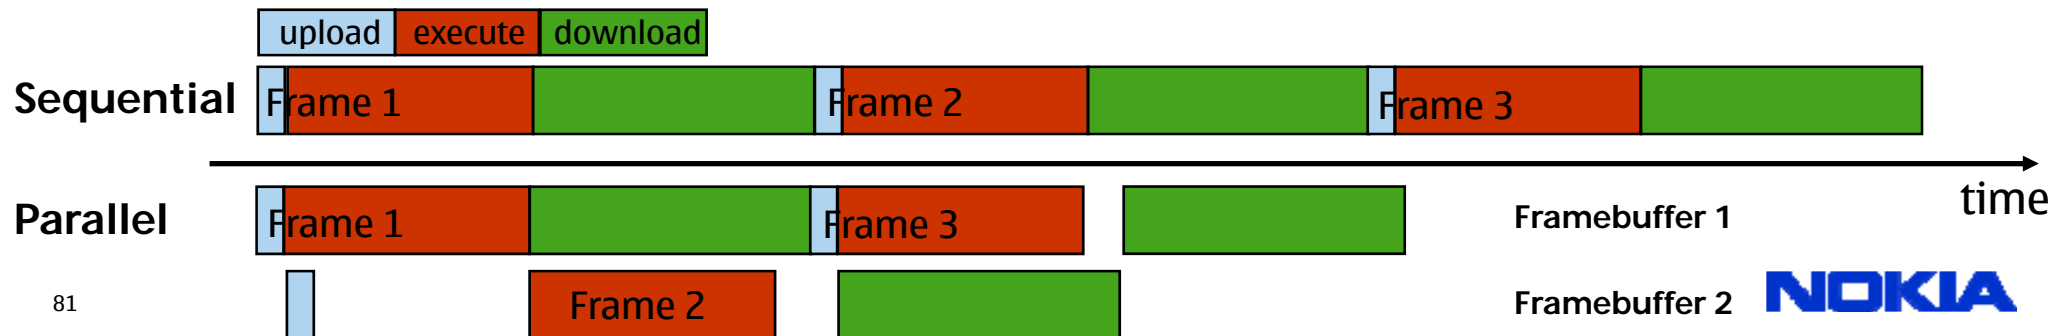 upload execute download
Sequential Frame 1 Frame 2 Frame 3
time
Parallel Frame 1 Frame 3 Framebuffer 1
81 Frame 2 Framebuffer 2 NOKIA